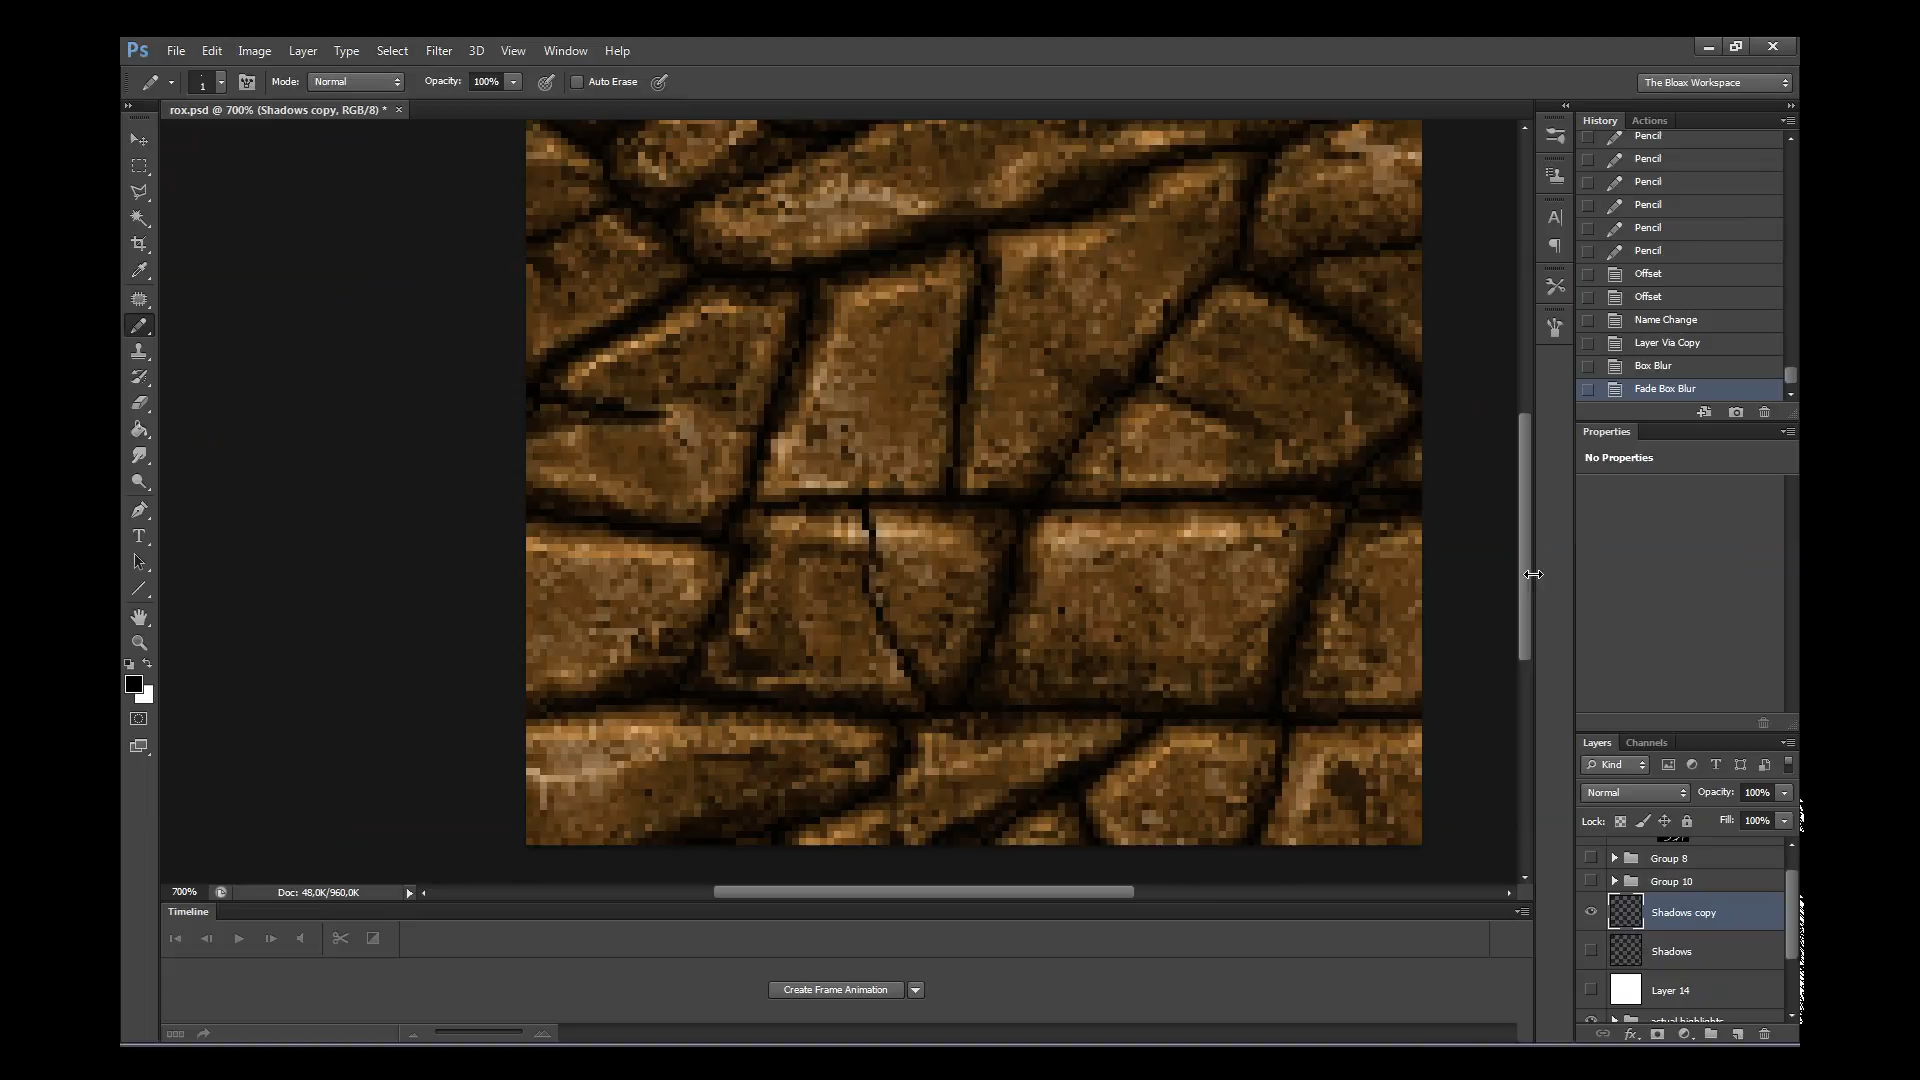 Ps File Edit Image Layer Type Select Filter 3D View Window Help
1 Mode: Normal Opacity: 100% Auto Erase The Bloax Workspace
rox.psd @ 700% (Shadows copy, RGB/8) * ×
History Actions
Pencil
Pencil
Pencil
Pencil
Pencil
Pencil
Offset
Offset
Name Change
Layer Via Copy
Box Blur
Fade Box Blur
Properties
No Properties
Layers Channels
Kind
Normal Opacity: 100%
Lock: Fill: 100%
Group 8
Group 10
Shadows copy
Shadows
Layer 14
actual highlights
700% Doc: 48,0K/960,0K
Timeline
Create Frame Animation